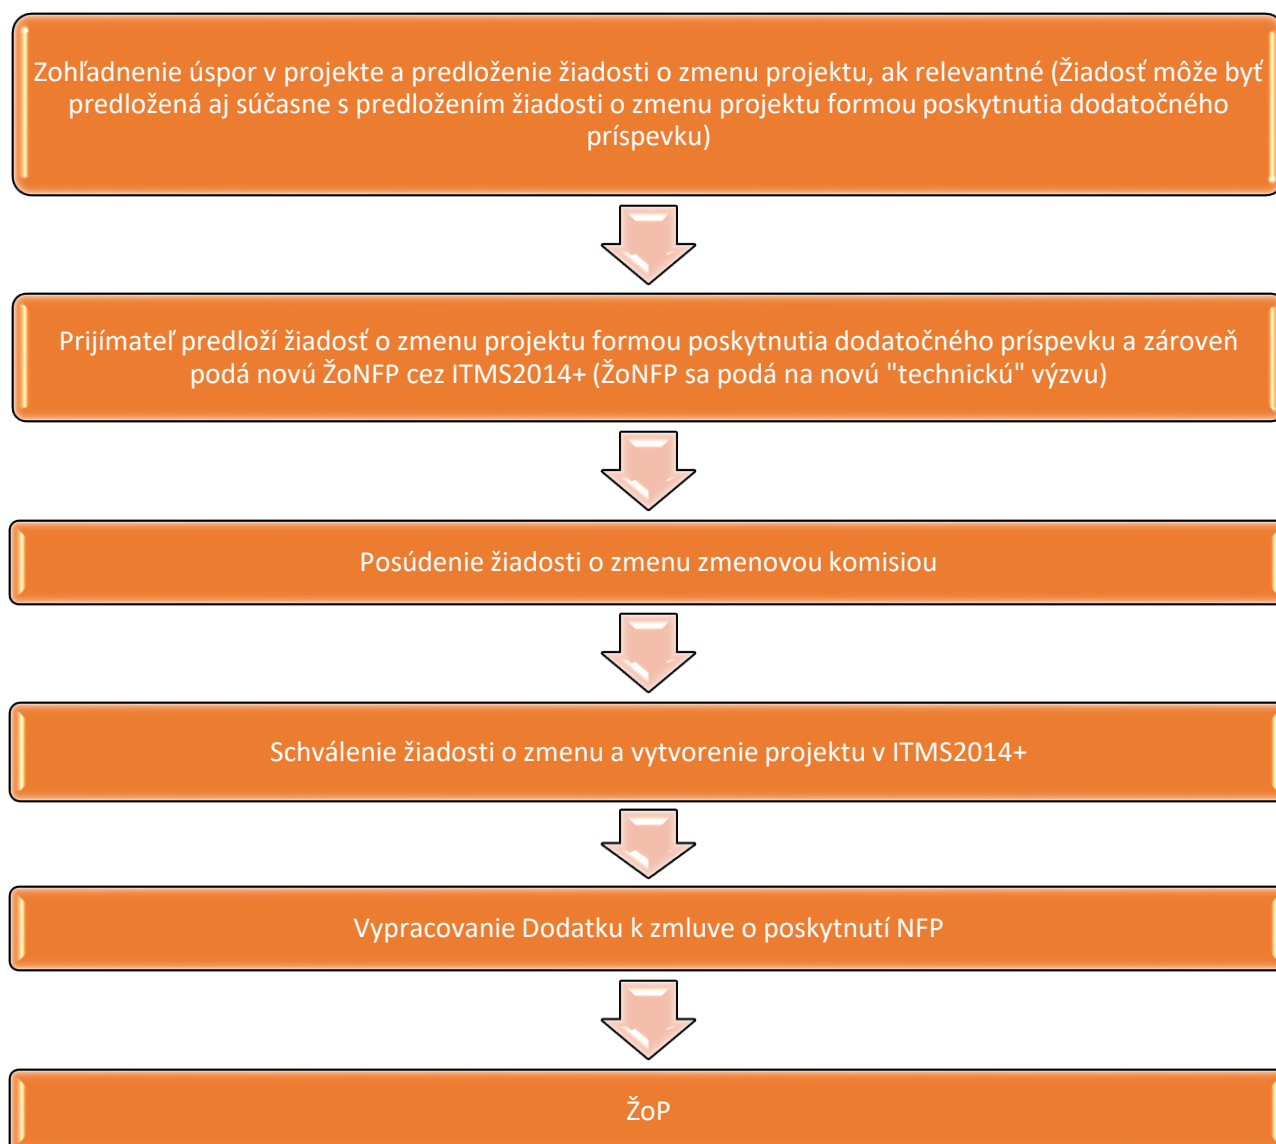 Zohľadnenie úspor v projekte a predloženie žiadosti o zmenu projektu, ak relevantné (Žiadosť môže byť
predložená aj súčasne s predložením žiadosti o zmenu projektu formou poskytnutia dodatočného
príspevku)
Prijímateľ predloží žiadosť o zmenu projektu formou poskytnutia dodatočného príspevku a zároveň
podá novú ŽoNFP cez ITMS2014+ (ŽoNFP sa podá na novú "technickú" výzvu)
Posúdenie žiadosti o zmenu zmenovou komisiou
Schválenie žiadosti o zmenu a vytvorenie projektu v ITMS2014+
Vypracovanie Dodatku k zmluve o poskytnutí NFP
ŽoP